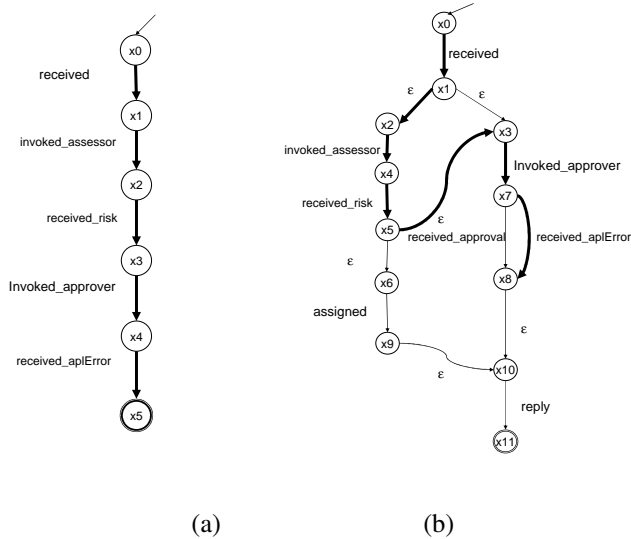 x0
received
x1
invoked_assessor
x2
received_risk
x3
Invoked_approver
x4
received_aplError
x5
(a)
x0
received
x1
ε
ε
x2
x3
invoked_assessor
Invoked_approver
x4
received_risk
x7
x5
ε
received_approval
received_aplError
ε
x6
x8
assigned
ε
x9
ε
x10
reply
x11
(b)